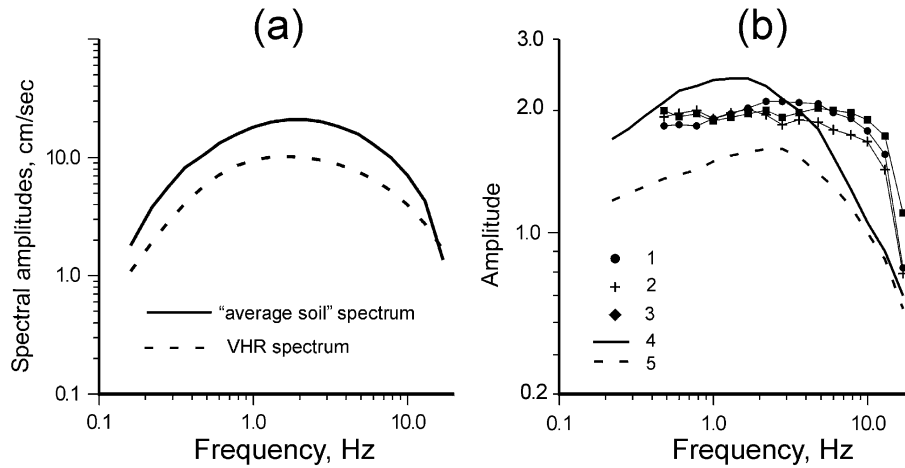 (a)
(b)
Spectral amplitudes, cm/sec
10.0
1.0
0.1
"average soil" spectrum
VHR spectrum
0.1
1.0
10.0
Frequency, Hz
Amplitude
3.0
2.0
1.0
0.2
1
2
3
4
5
0.1
1.0
10.0
Frequency, Hz